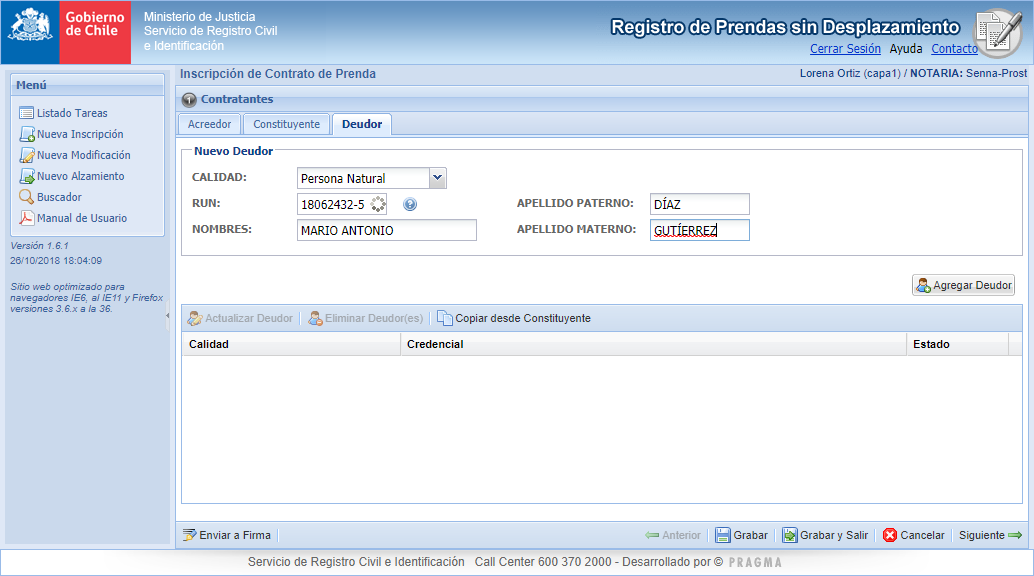 Gobierno
de Chile
Ministerio de Justicia
Servicio de Registro Civil
e Identificación
Registro de Prendas sin Desplazamiento
Cerrar Sesión Ayuda Contacto
Inscripción de Contrato de Prenda
Lorena Ortiz (capa1) / NOTARIA: Senna-Prost
Menú
Listado Tareas
Nueva Inscripción
Nueva Modificación
Nuevo Alzamiento
Buscador
Manual de Usuario
Versión 1.6.1
26/10/2018 18:04:09
Sitio web optimizado para
navegadores IE6, al IE11 y Firefox
versiones 3.6.x a la 36.
Contratantes
Acreedor Constituyente Deudor
Nuevo Deudor
CALIDAD: Persona Natural
RUN: 18062432-5 APELLIDO PATERNO: DÍAZ
NOMBRES: MARIO ANTONIO APELLIDO MATERNO: GUTÍERREZ
Agregar Deudor
Actualizar Deudor Eliminar Deudor(es) Copiar desde Constituyente
Calidad Credencial Estado
Enviar a Firma Anterior Grabar Grabar y Salir Cancelar Siguiente
Servicio de Registro Civil e Identificación Call Center 600 370 2000 - Desarrollado por © PRAGMA